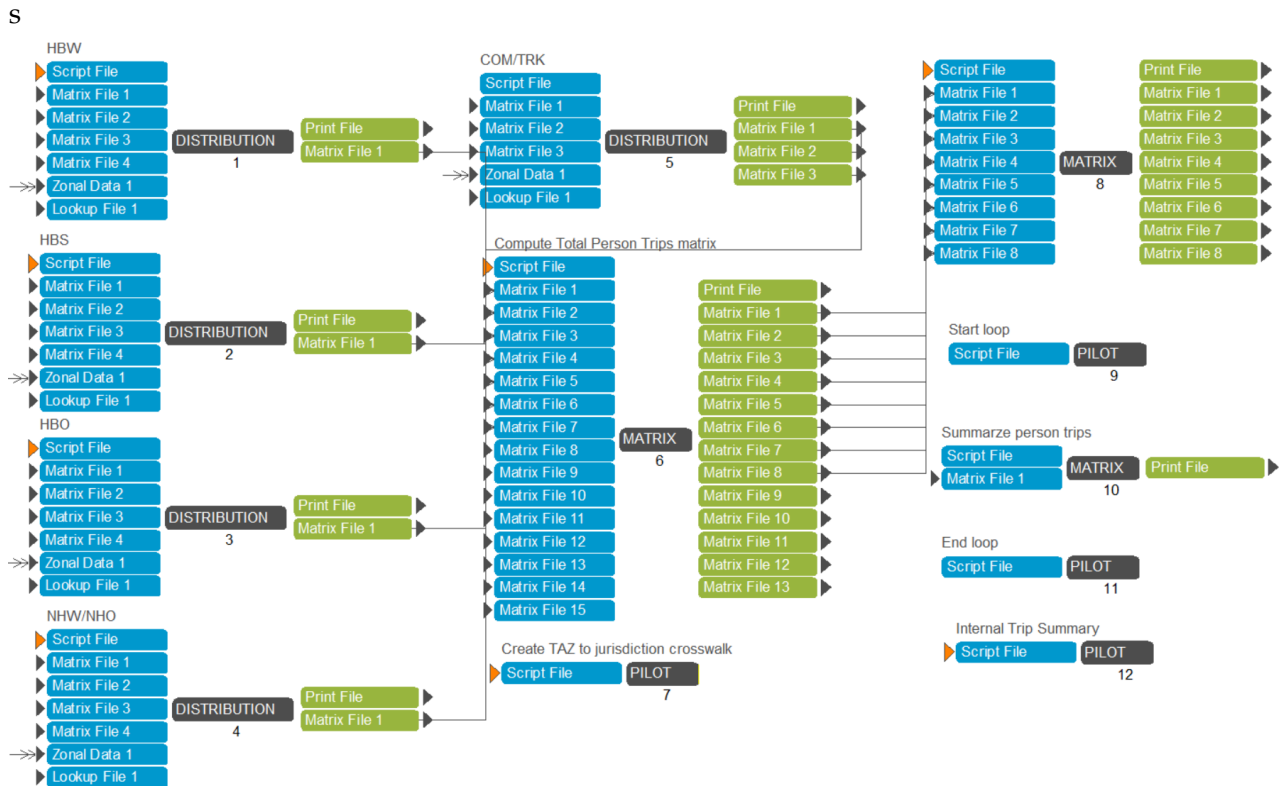 s
HBW
Script File
Matrix File 1
Matrix File 2
Matrix File 3
Matrix File 4
Zonal Data 1
Lookup File 1
DISTRIBUTION
1
Print File
Matrix File 1
HBS
Script File
Matrix File 1
Matrix File 2
Matrix File 3
Matrix File 4
Zonal Data 1
Lookup File 1
DISTRIBUTION
2
Print File
Matrix File 1
HBO
Script File
Matrix File 1
Matrix File 2
Matrix File 3
Matrix File 4
Zonal Data 1
Lookup File 1
DISTRIBUTION
3
Print File
Matrix File 1
NHW/NHO
Script File
Matrix File 1
Matrix File 2
Matrix File 3
Matrix File 4
Zonal Data 1
Lookup File 1
DISTRIBUTION
4
Print File
Matrix File 1
COM/TRK
Script File
Matrix File 1
Matrix File 2
Matrix File 3
Zonal Data 1
Lookup File 1
DISTRIBUTION
5
Print File
Matrix File 1
Matrix File 2
Matrix File 3
Compute Total Person Trips matrix
Script File
Matrix File 1
Matrix File 2
Matrix File 3
Matrix File 4
Matrix File 5
Matrix File 6
Matrix File 7
Matrix File 8
Matrix File 9
Matrix File 10
Matrix File 11
Matrix File 12
Matrix File 13
Matrix File 14
Matrix File 15
MATRIX
6
Print File
Matrix File 1
Matrix File 2
Matrix File 3
Matrix File 4
Matrix File 5
Matrix File 6
Matrix File 7
Matrix File 8
Matrix File 9
Matrix File 10
Matrix File 11
Matrix File 12
Matrix File 13
Create TAZ to jurisdiction crosswalk
Script File
PILOT
7
Script File
Matrix File 1
Matrix File 2
Matrix File 3
Matrix File 4
Matrix File 5
Matrix File 6
Matrix File 7
Matrix File 8
MATRIX
8
Print File
Matrix File 1
Matrix File 2
Matrix File 3
Matrix File 4
Matrix File 5
Matrix File 6
Matrix File 7
Matrix File 8
Start loop
Script File
PILOT
9
Summarze person trips
Script File
Matrix File 1
MATRIX
10
Print File
End loop
Script File
PILOT
11
Internal Trip Summary
Script File
PILOT
12